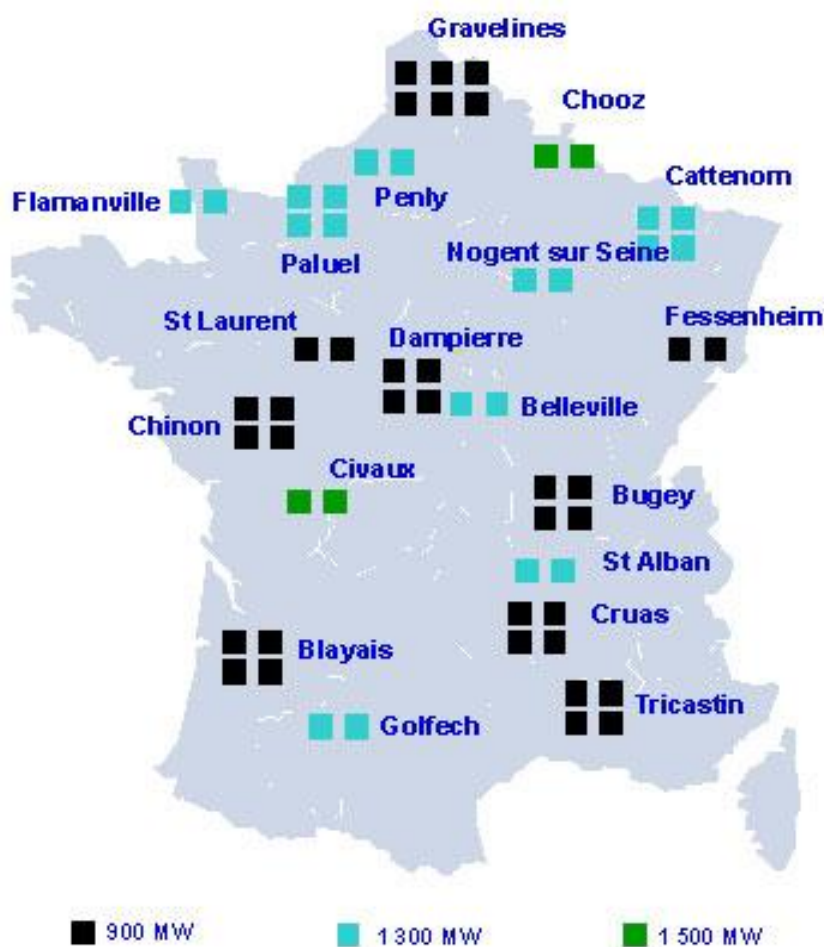 Gravelines
Chooz
Cattenom
Flamanville
Penly
Nogent sur Seine
Paluel
St Laurent
Dampierre
Fessenheim
Belleville
Chinon
Civaux
Bugey
St Alban
Cruas
Blayais
Tricastin
Golfech
900 MW
1 300 MW
1 500 MW